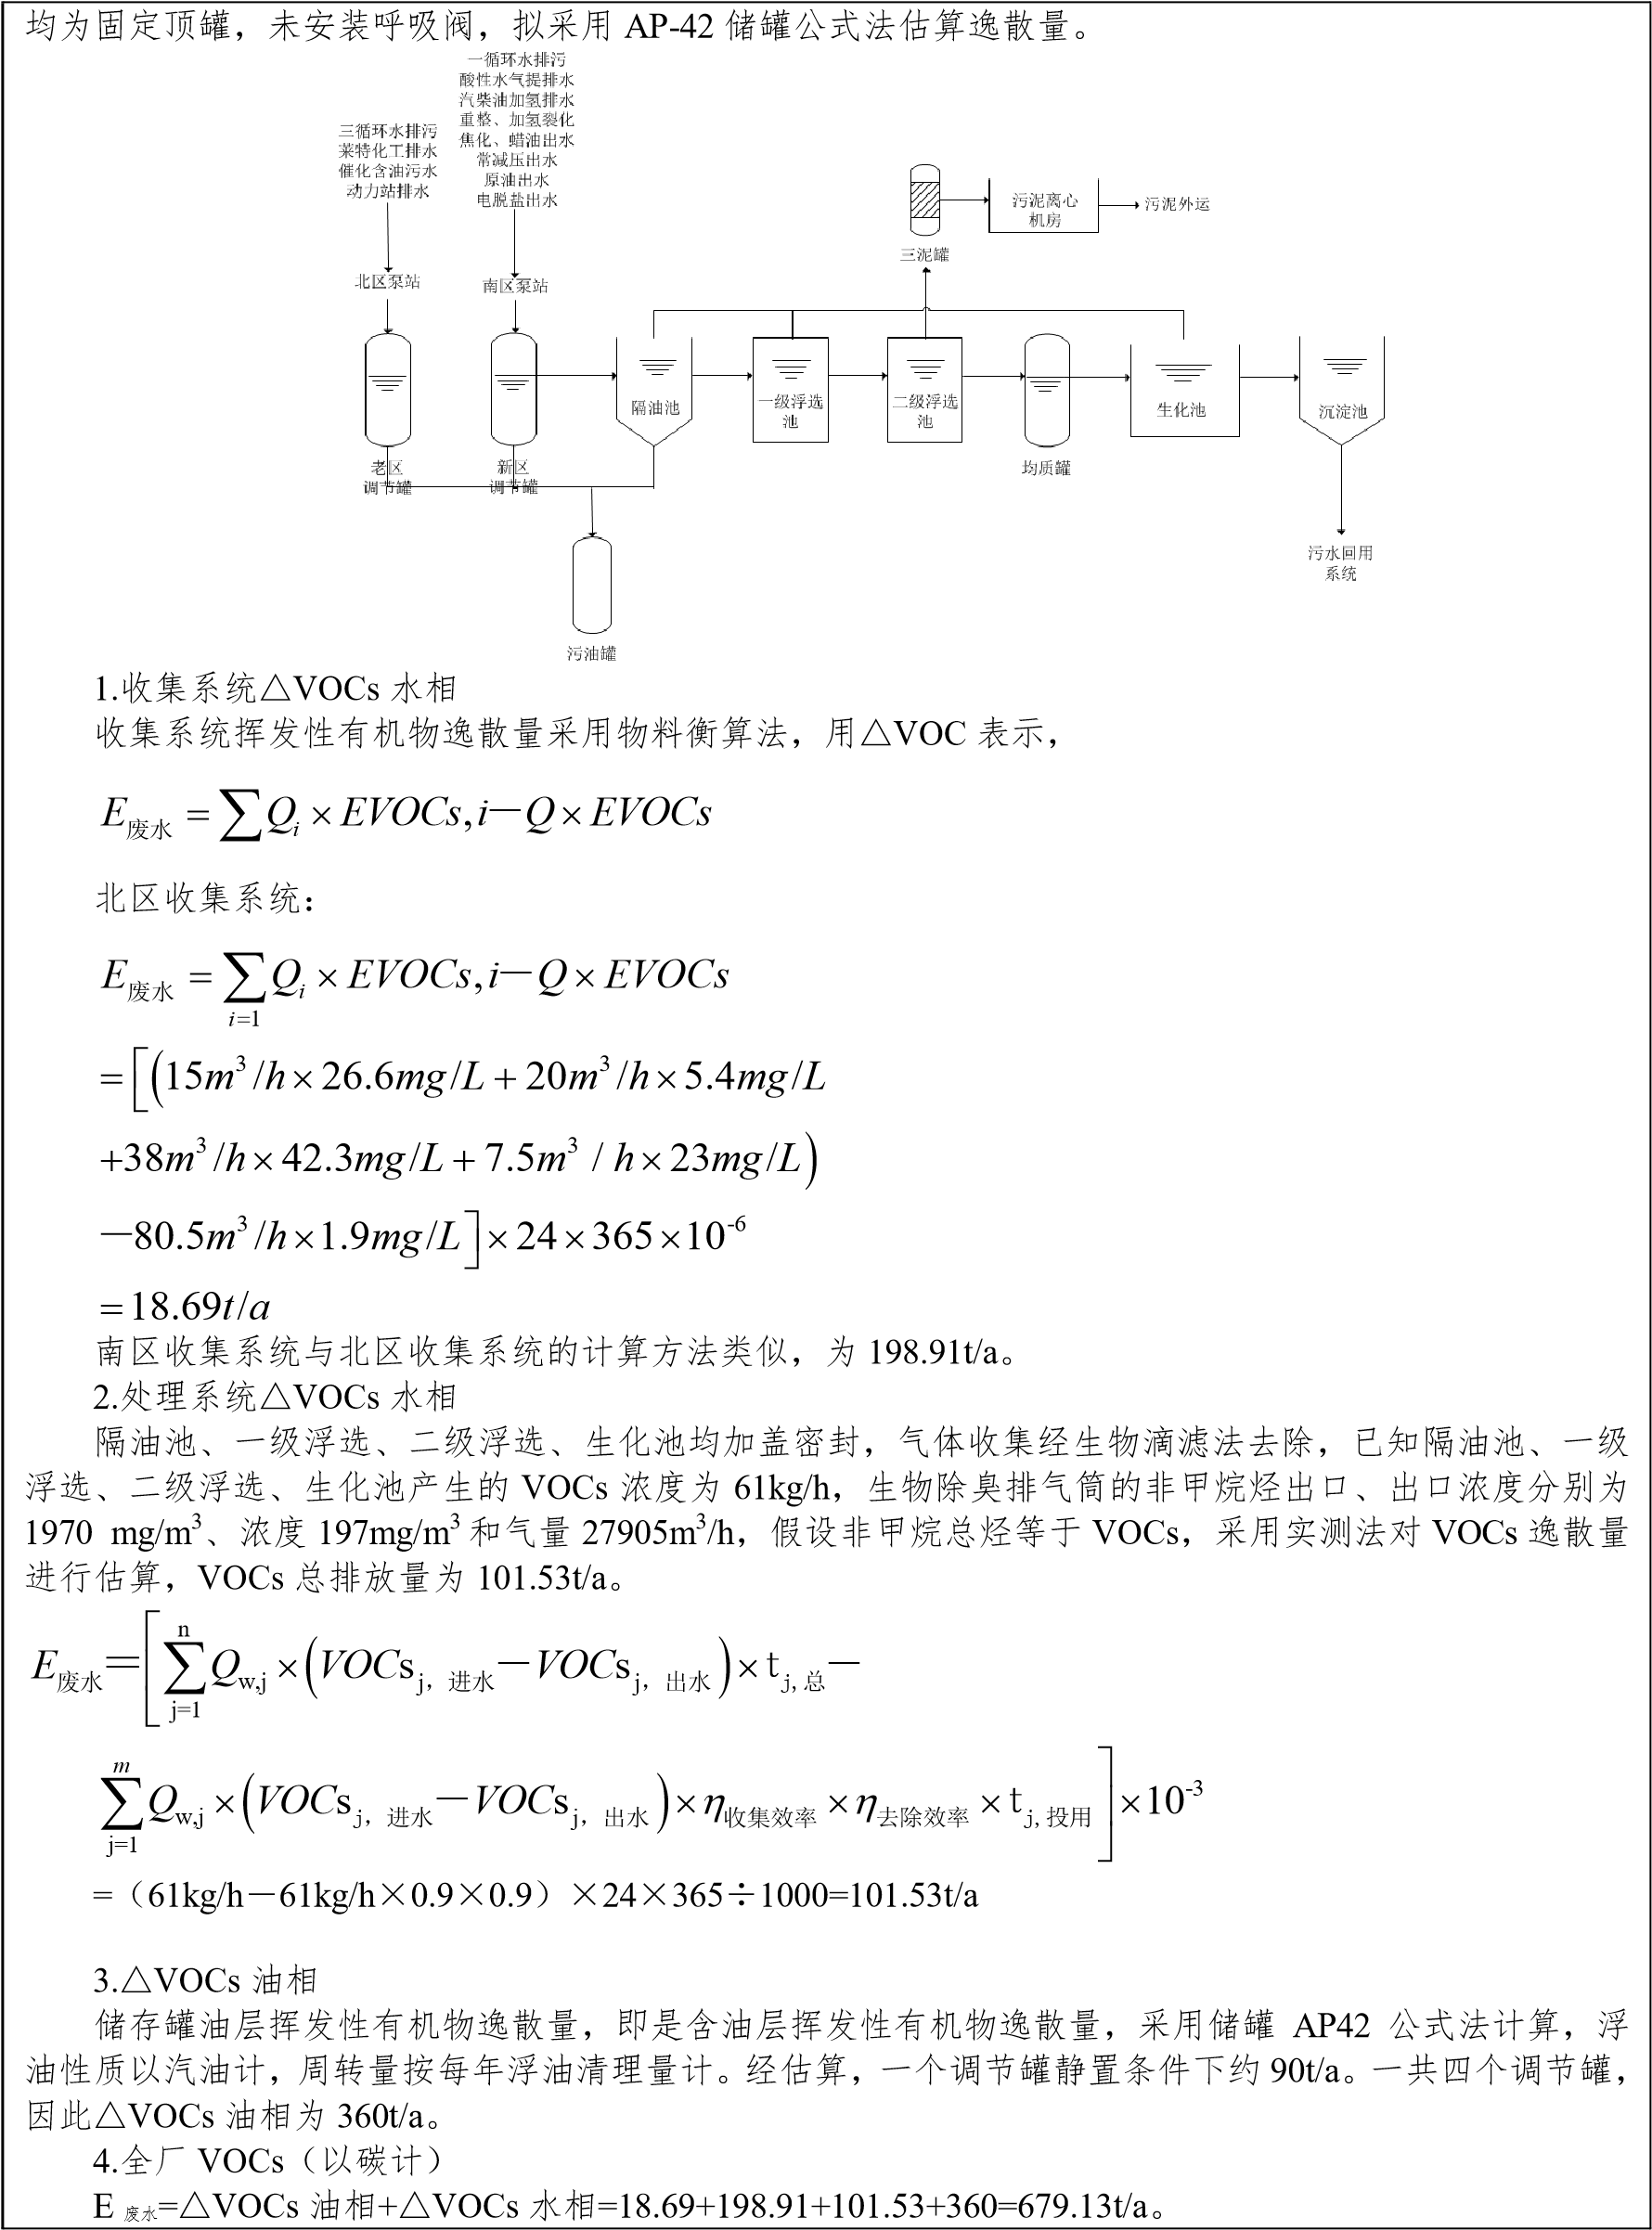 均为固定顶罐，未安装呼吸阀，拟采用 AP-42 储罐公式法估算逸散量。
一循环水排污
酸性水气提排水
汽柴油加氢排水
重整、加氢裂化
焦化、蜡油出水
常减压出水
原油出水
电脱盐出水
三循环水排污
莱特化工排水
催化含油污水
动力站排水
北区泵站
南区泵站
三泥罐
污泥离心
机房
污泥外运
隔油池
一级浮选
池
二级浮选
池
生化池
沉淀池
老区
调节罐
新区
调节罐
均质罐
污油罐
污水回用
系统
1.收集系统△VOCs 水相
收集系统挥发性有机物逸散量采用物料衡算法，用△VOC 表示，
E废水 = ∑Qi × EVOCs,i－Q × EVOCs
北区收集系统：
E废水 = ∑i=1 Qi × EVOCs,i－Q × EVOCs
=[(15m³/h × 26.6mg/L + 20m³/h × 5.4mg/L
+38m³/h × 42.3mg/L + 7.5m³ / h × 23mg/L)
－80.5m³/h×1.9mg/L]× 24 × 365 ×10⁻⁶
=18.69t/a
南区收集系统与北区收集系统的计算方法类似，为 198.91t/a。
2.处理系统△VOCs 水相
隔油池、一级浮选、二级浮选、生化池均加盖密封，气体收集经生物滴滤法去除，已知隔油池、一级
浮选、二级浮选、生化池产生的 VOCs 浓度为 61kg/h，生物除臭排气筒的非甲烷烃出口、出口浓度分别为
1970 mg/m³、浓度 197mg/m³ 和气量 27905m³/h，假设非甲烷总烃等于 VOCs，采用实测法对 VOCs 逸散量
进行估算，VOCs 总排放量为 101.53t/a。
E废水＝[∑j=1 n Qw,j × (VOCsj，进水－VOCsj，出水)× tj,总－
∑j=1 m Qw,j × (VOCsj，进水－VOCsj，出水)× η收集效率 × η去除效率 × tj,投用]×10⁻³
=（61kg/h－61kg/h×0.9×0.9）×24×365÷1000=101.53t/a
3.△VOCs 油相
储存罐油层挥发性有机物逸散量，即是含油层挥发性有机物逸散量，采用储罐 AP42 公式法计算，浮
油性质以汽油计，周转量按每年浮油清理量计。经估算，一个调节罐静置条件下约 90t/a。一共四个调节罐，
因此△VOCs 油相为 360t/a。
4.全厂 VOCs（以碳计）
E 废水=△VOCs 油相+△VOCs 水相=18.69+198.91+101.53+360=679.13t/a。